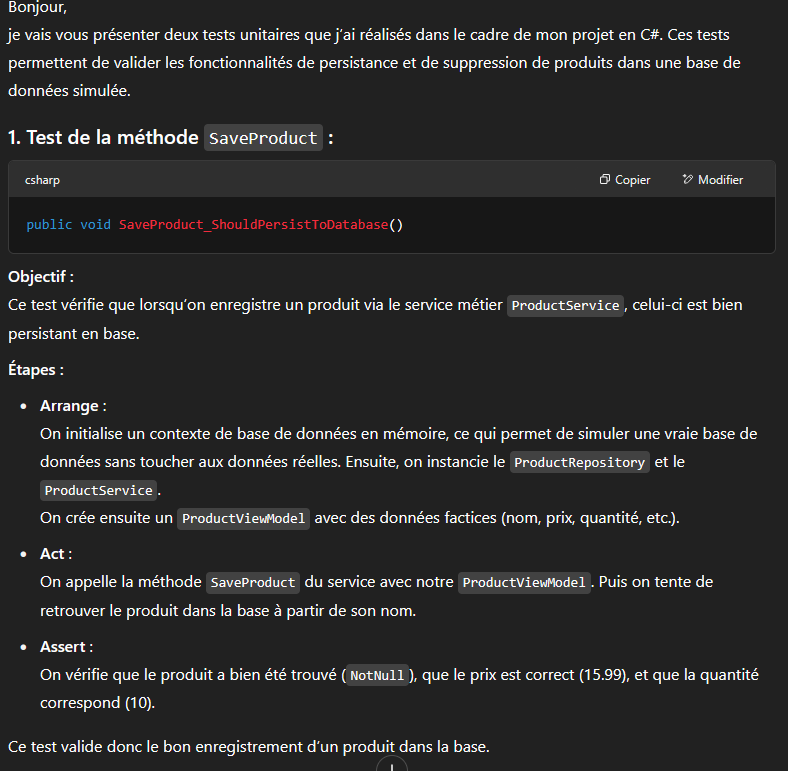 Bonjour,
je vais vous présenter deux tests unitaires que j’ai réalisés dans le cadre de mon projet en C#. Ces tests
permettent de valider les fonctionnalités de persistance et de suppression de produits dans une base de
données simulée.
1. Test de la méthode SaveProduct :
csharp Copier Modifier
public void SaveProduct_ShouldPersistToDatabase()
Objectif :
Ce test vérifie que lorsqu’on enregistre un produit via le service métier ProductService, celui-ci est bien
persistant en base.
Étapes :
• Arrange :
On initialise un contexte de base de données en mémoire, ce qui permet de simuler une vraie base de
données sans toucher aux données réelles. Ensuite, on instancie le ProductRepository et le
ProductService.
On crée ensuite un ProductViewModel avec des données factices (nom, prix, quantité, etc.).
• Act :
On appelle la méthode SaveProduct du service avec notre ProductViewModel. Puis on tente de
retrouver le produit dans la base à partir de son nom.
• Assert :
On vérifie que le produit a bien été trouvé (NotNull), que le prix est correct (15.99), et que la quantité
correspond (10).
Ce test valide donc le bon enregistrement d’un produit dans la base.